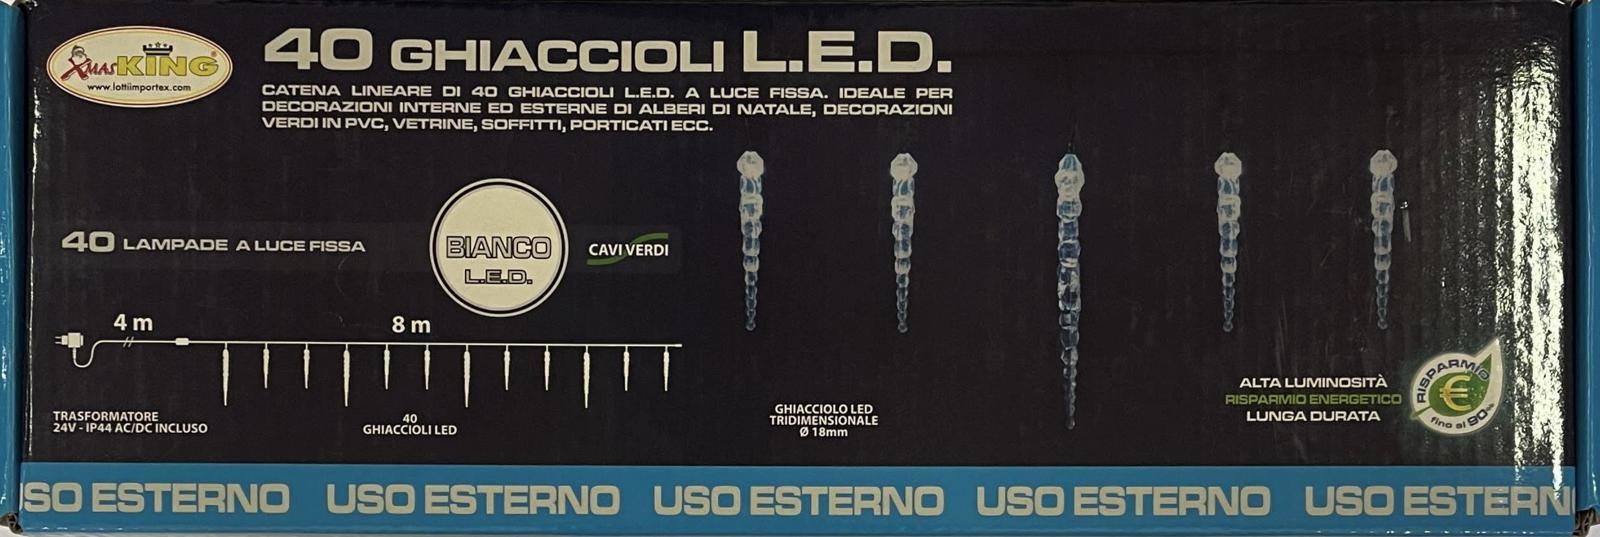 XMASKING
www.lottiimportex.com
40 GHIACCIOLI L.E.D.
CATENA LINEARE DI 40 GHIACCIOLI L.E.D. A LUCE FISSA. IDEALE PER
DECORAZIONI INTERNE ED ESTERNE DI ALBERI DI NATALE, DECORAZIONI
VERDI IN PVC, VETRINE, SOFFITTI, PORTICATI ECC.
40 LAMPADE A LUCE FISSA
BIANCO
L.E.D.
CAVI VERDI
4 m
8 m
TRASFORMATORE
24V - IP44 AC/DC INCLUSO
40
GHIACCIOLI LED
GHIACCIOLO LED
TRIDIMENSIONALE
Ø 18mm
ALTA LUMINOSITÀ
RISPARMIO ENERGETICO
LUNGA DURATA
RISPARMIO
€
fino al 90%
SO ESTERNO USO ESTERNO USO ESTERNO USO ESTERNO USO ESTERN